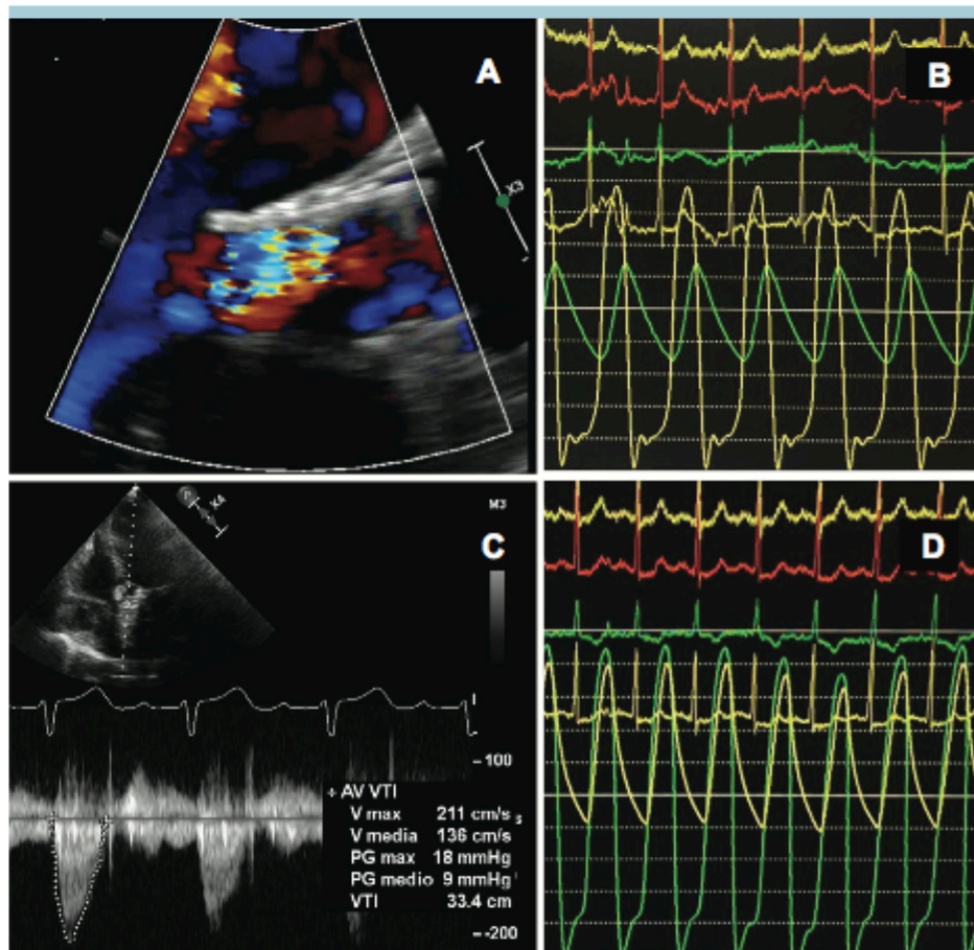 A
X3
B
P
X4
M3
C
D
-100
+ AV VTI
V max 211 cm/s
V media 136 cm/s
PG max 18 mmHg
PG medio 9 mmHg
VTI 33.4 cm
s
-200